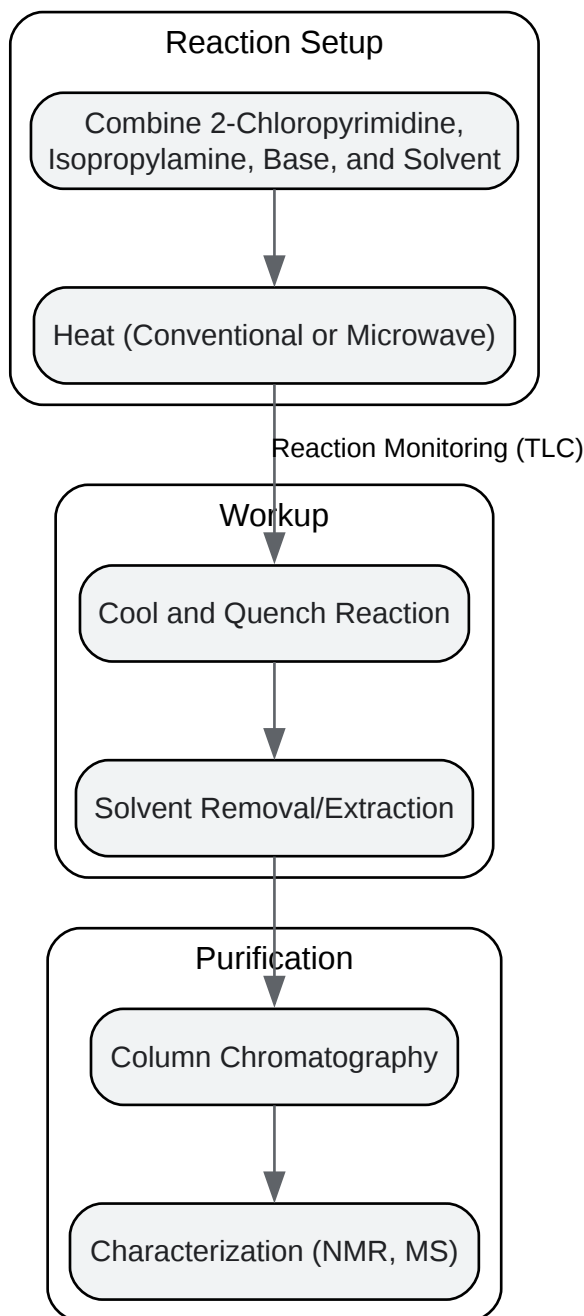 Reaction Setup
Combine 2-Chloropyrimidine,
Isopropylamine, Base, and Solvent
Heat (Conventional or Microwave)
Reaction Monitoring (TLC)
Workup
Cool and Quench Reaction
Solvent Removal/Extraction
Purification
Column Chromatography
Characterization (NMR, MS)